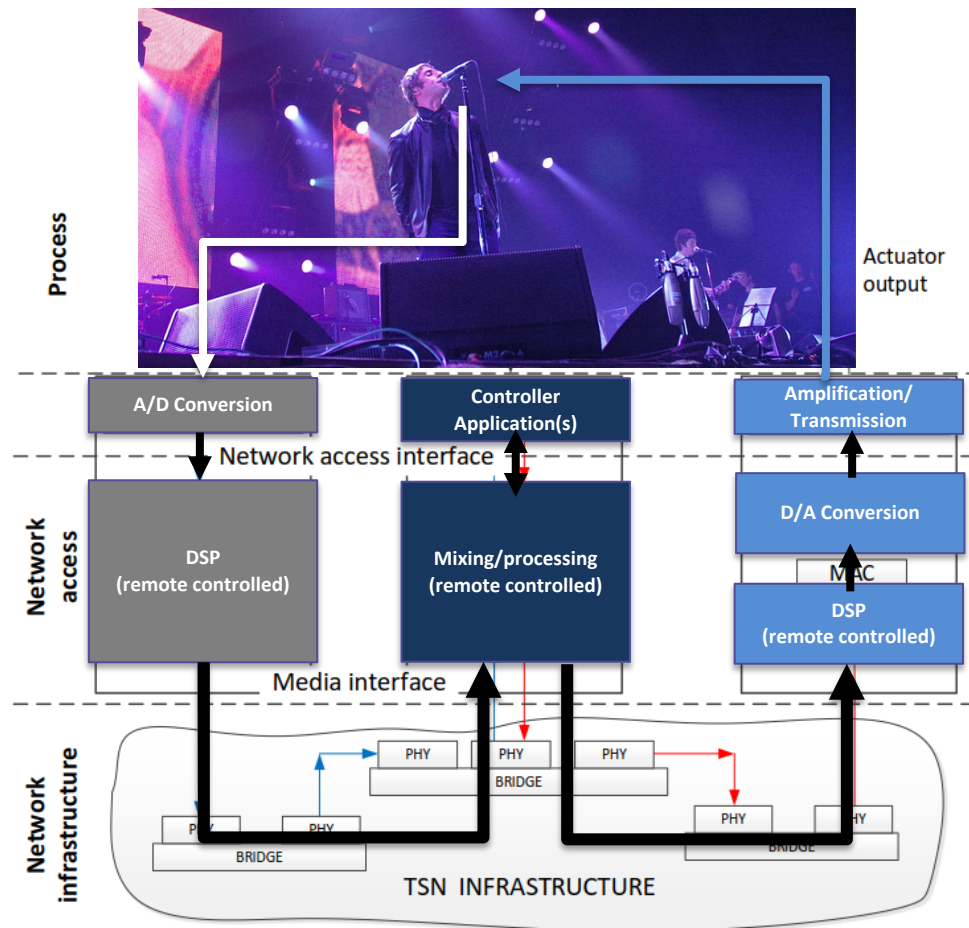 Process
Actuator
output
A/D Conversion
Controller
Application(s)
Amplification/
Transmission
Network access interface
Network
access
DSP
(remote controlled)
Mixing/processing
(remote controlled)
D/A Conversion
MAC
DSP
(remote controlled)
Media interface
Network
infrastructure
PHY
PHY
PHY
PHY
PHY
PHY
PHY
BRIDGE
BRIDGE
BRIDGE
TSN INFRASTRUCTURE